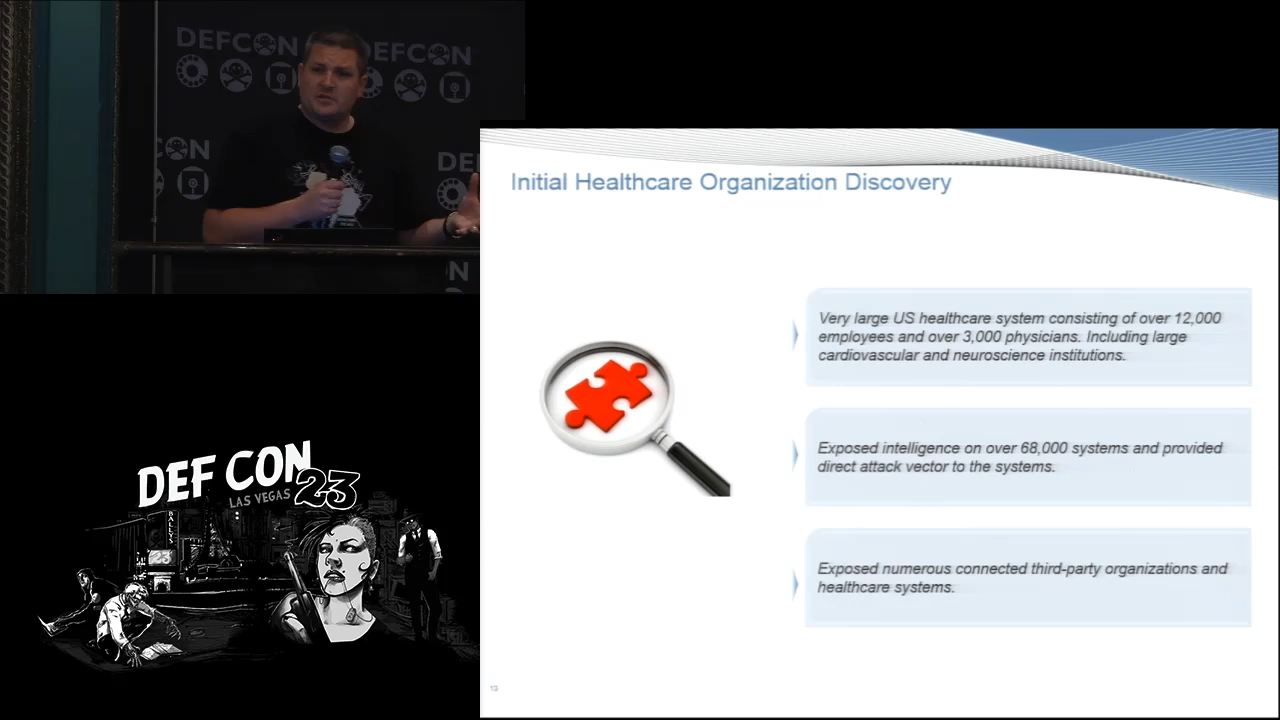 DEFCON DEFCON
CON
DEF
N
Initial Healthcare Organization Discovery
Very large US healthcare system consisting of over 12,000
employees and over 3,000 physicians. Including large
cardiovascular and neuroscience institutions.
Exposed intelligence on over 68,000 systems and provided
direct attack vector to the systems.
Exposed numerous connected third-party organizations and
healthcare systems.
DEF CON
LAS VEGAS 23
BALLYS